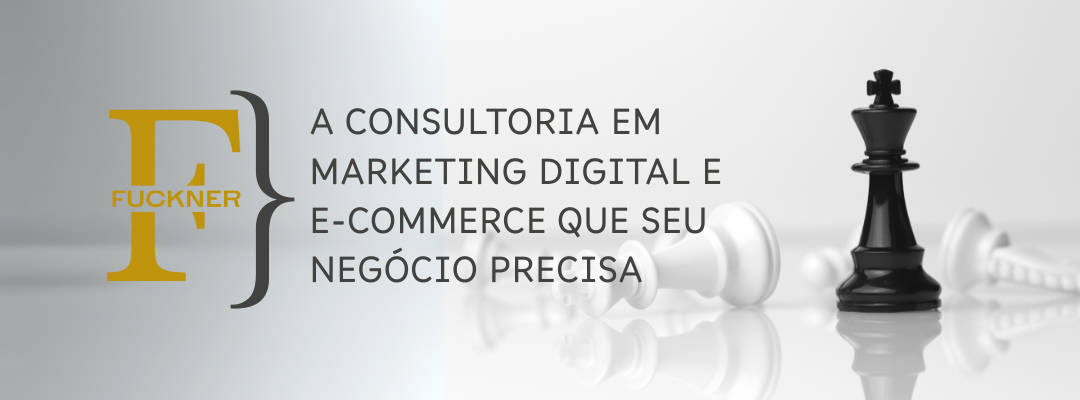 FUCKNER
A CONSULTORIA EM
MARKETING DIGITAL E
E-COMMERCE QUE SEU
NEGÓCIO PRECISA